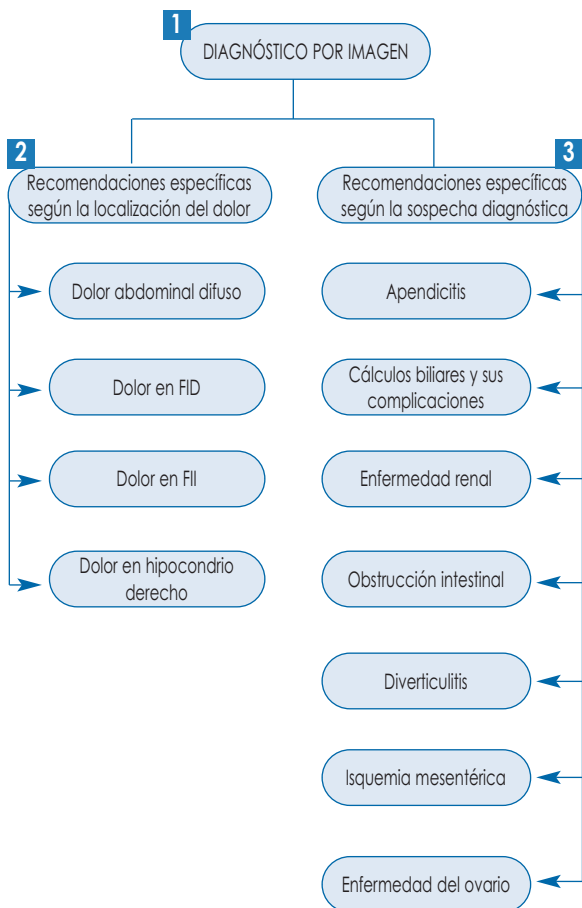 1
DIAGNÓSTICO POR IMAGEN
2
Recomendaciones específicas
según la localización del dolor
Dolor abdominal difuso
Dolor en FID
Dolor en FII
Dolor en hipocondrio
derecho
3
Recomendaciones específicas
según la sospecha diagnóstica
Apendicitis
Cálculos biliares y sus
complicaciones
Enfermedad renal
Obstrucción intestinal
Diverticulitis
Isquemia mesentérica
Enfermedad del ovario